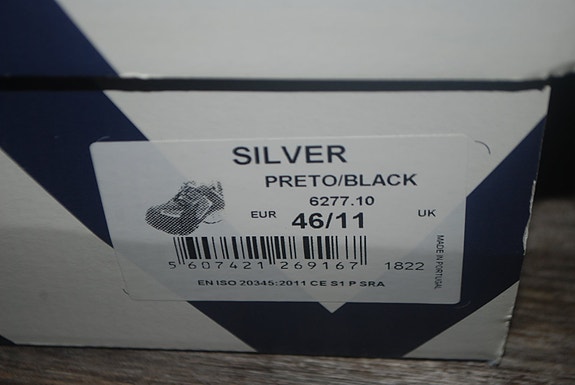 SILVER
PRETO/BLACK
6277.10
EUR 46/11 UK
5 607421 269167 1822
EN ISO 20345:2011 CE S1 P SRA
MADE IN PORTUGAL